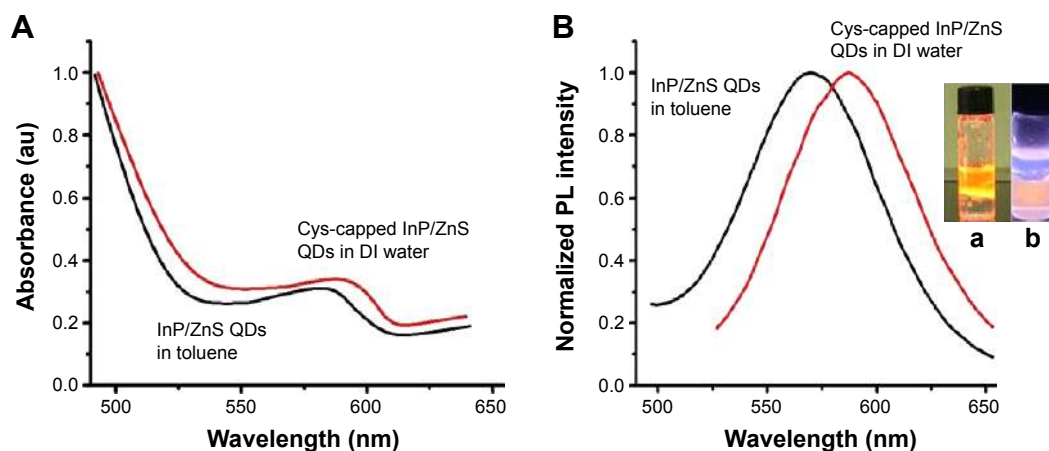 A
Absorbance (au)
1.0
0.8
0.6
0.4
0.2
0.0
Cys-capped InP/ZnS
QDs in DI water
InP/ZnS QDs
in toluene
500
550
600
650
Wavelength (nm)
B
Normalized PL intensity
1.0
0.8
0.6
0.4
0.2
0.0
Cys-capped InP/ZnS
QDs in DI water
InP/ZnS QDs
in toluene
a
b
500
550
600
650
Wavelength (nm)